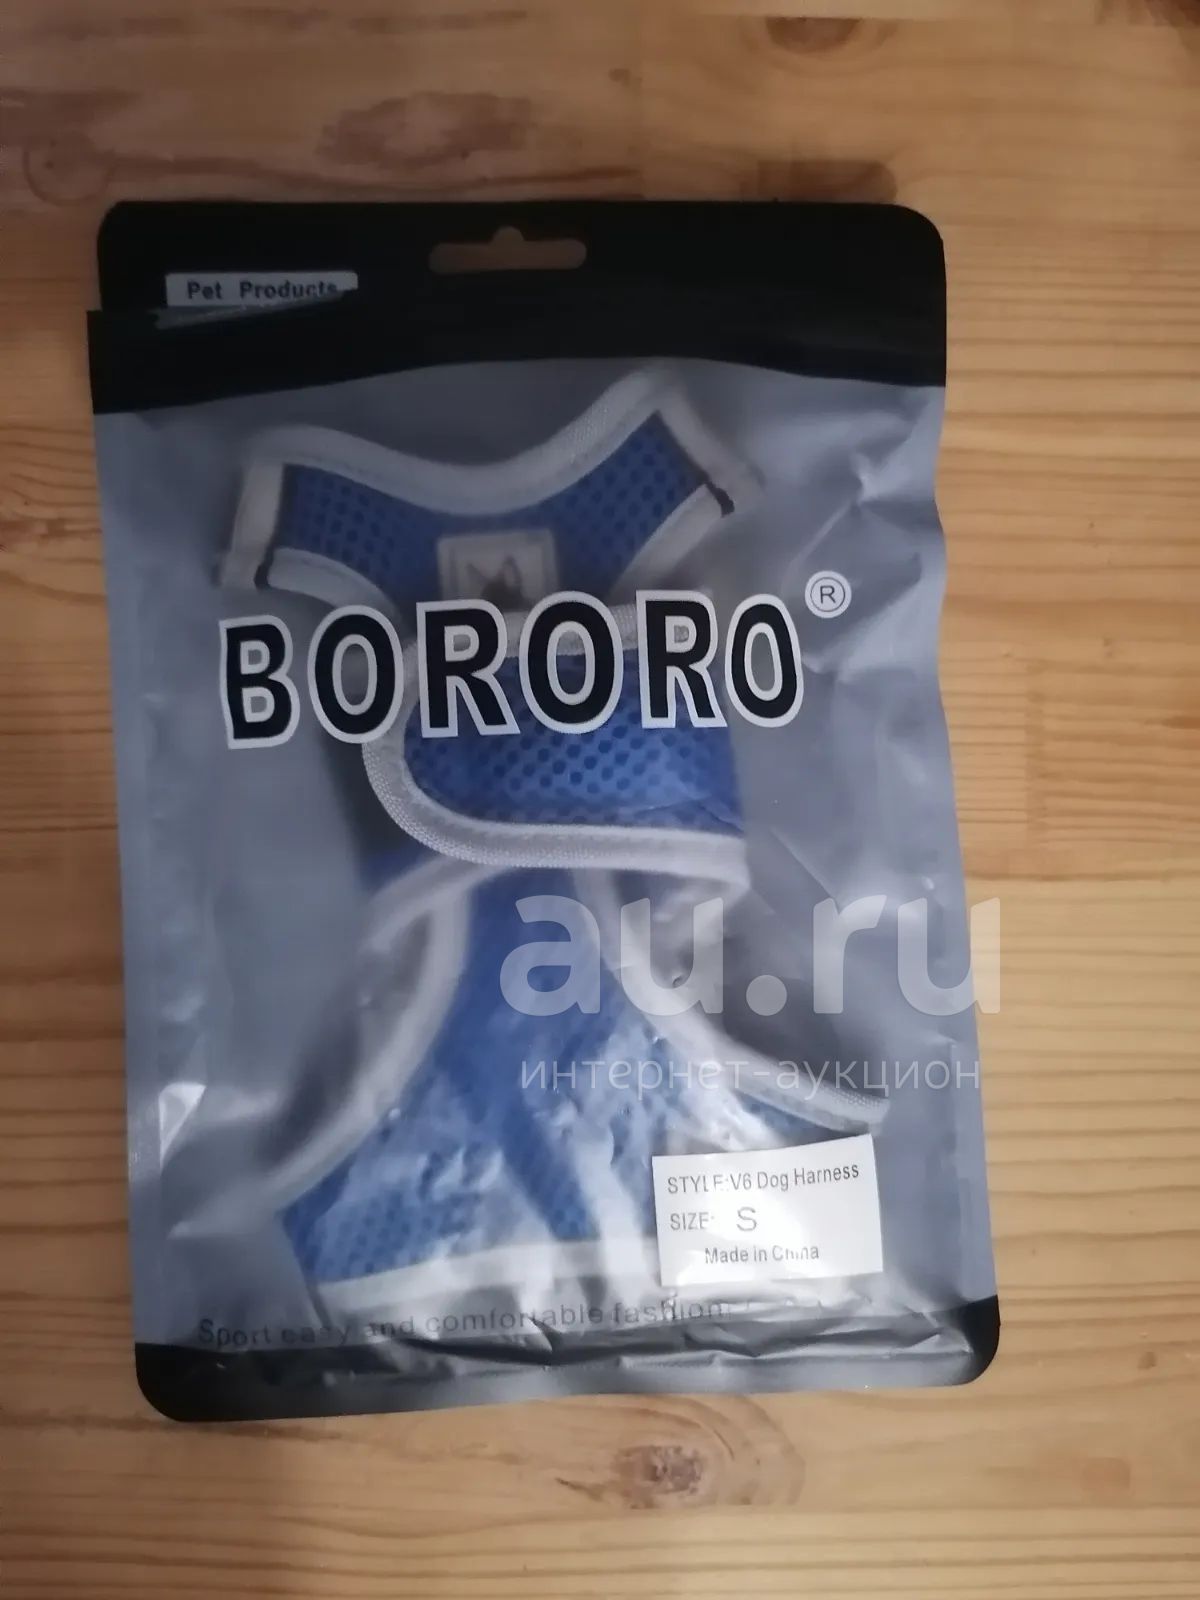 Pet Products
BORORO®
au.ru
интернет-аукцион
STYLE:V6 Dog Harness
SIZE: S
Made in China
Sport easy and comfortable fashion